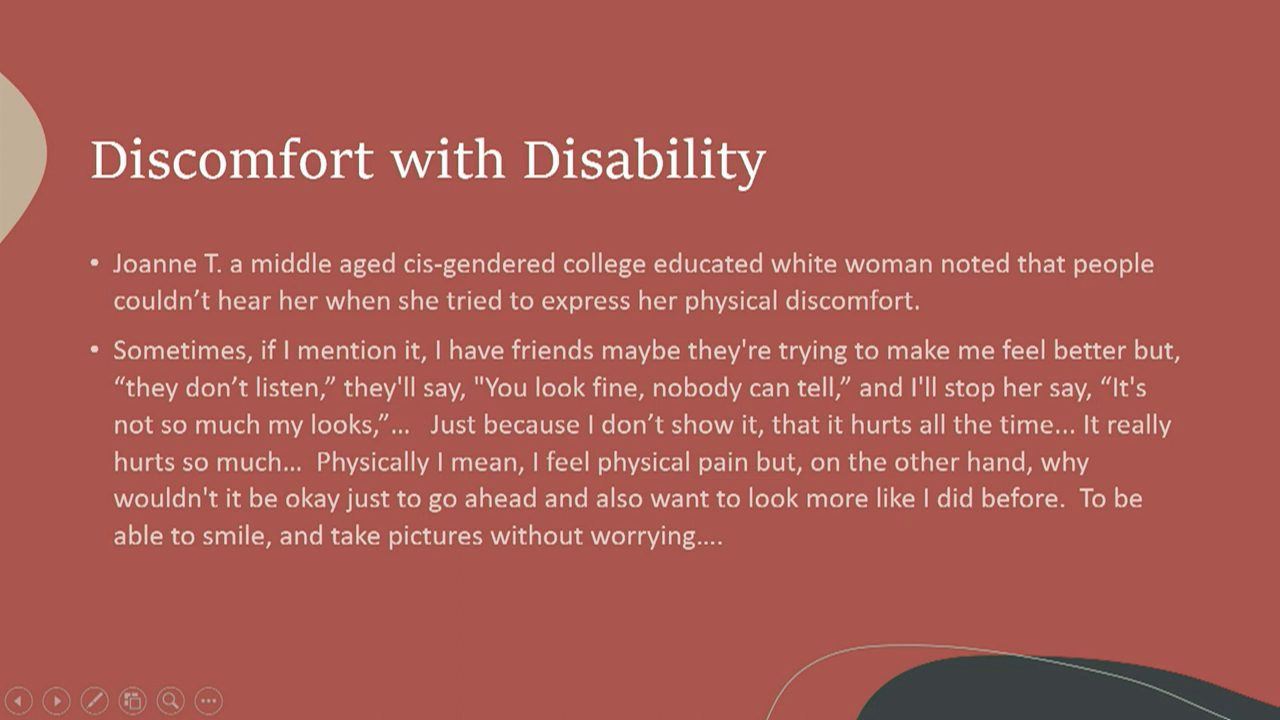 Discomfort with Disability
• Joanne T. a middle aged cis-gendered college educated white woman noted that people
couldn’t hear her when she tried to express her physical discomfort.
• Sometimes, if I mention it, I have friends maybe they're trying to make me feel better but,
“they don’t listen,” they'll say, "You look fine, nobody can tell,” and I'll stop her say, “It's
not so much my looks,”... Just because I don’t show it, that it hurts all the time... It really
hurts so much... Physically I mean, I feel physical pain but, on the other hand, why
wouldn't it be okay just to go ahead and also want to look more like I did before. To be
able to smile, and take pictures without worrying....